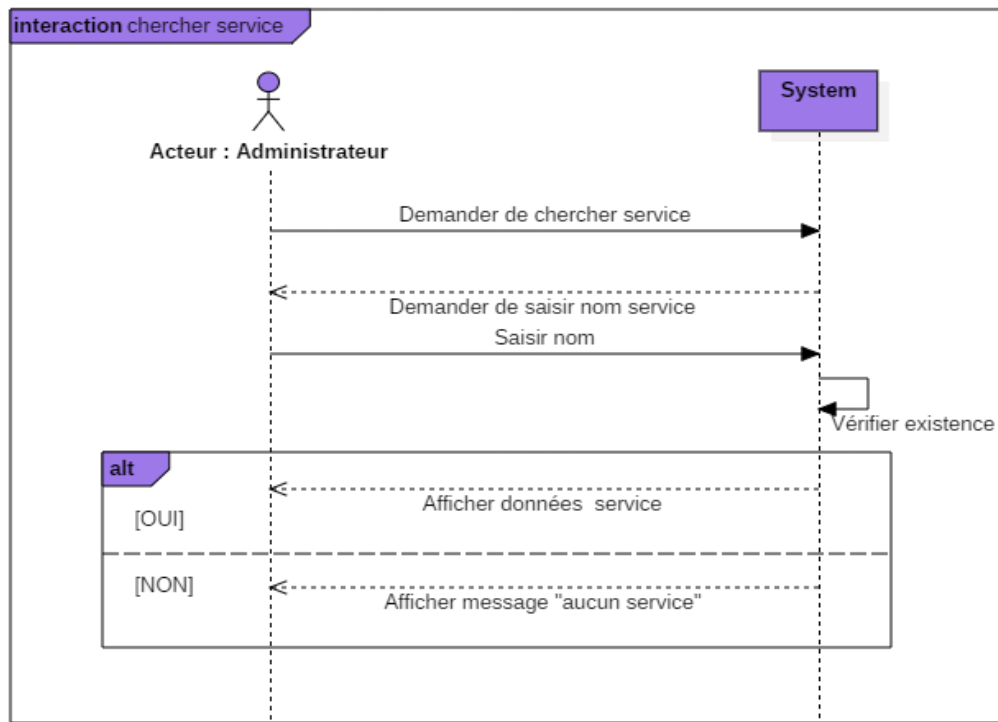 interaction chercher service
System
Acteur : Administrateur
Demander de chercher service
Demander de saisir nom service
Saisir nom
Vérifier existence
alt
Afficher données service
[OUI]
[NON]
Afficher message "aucun service"